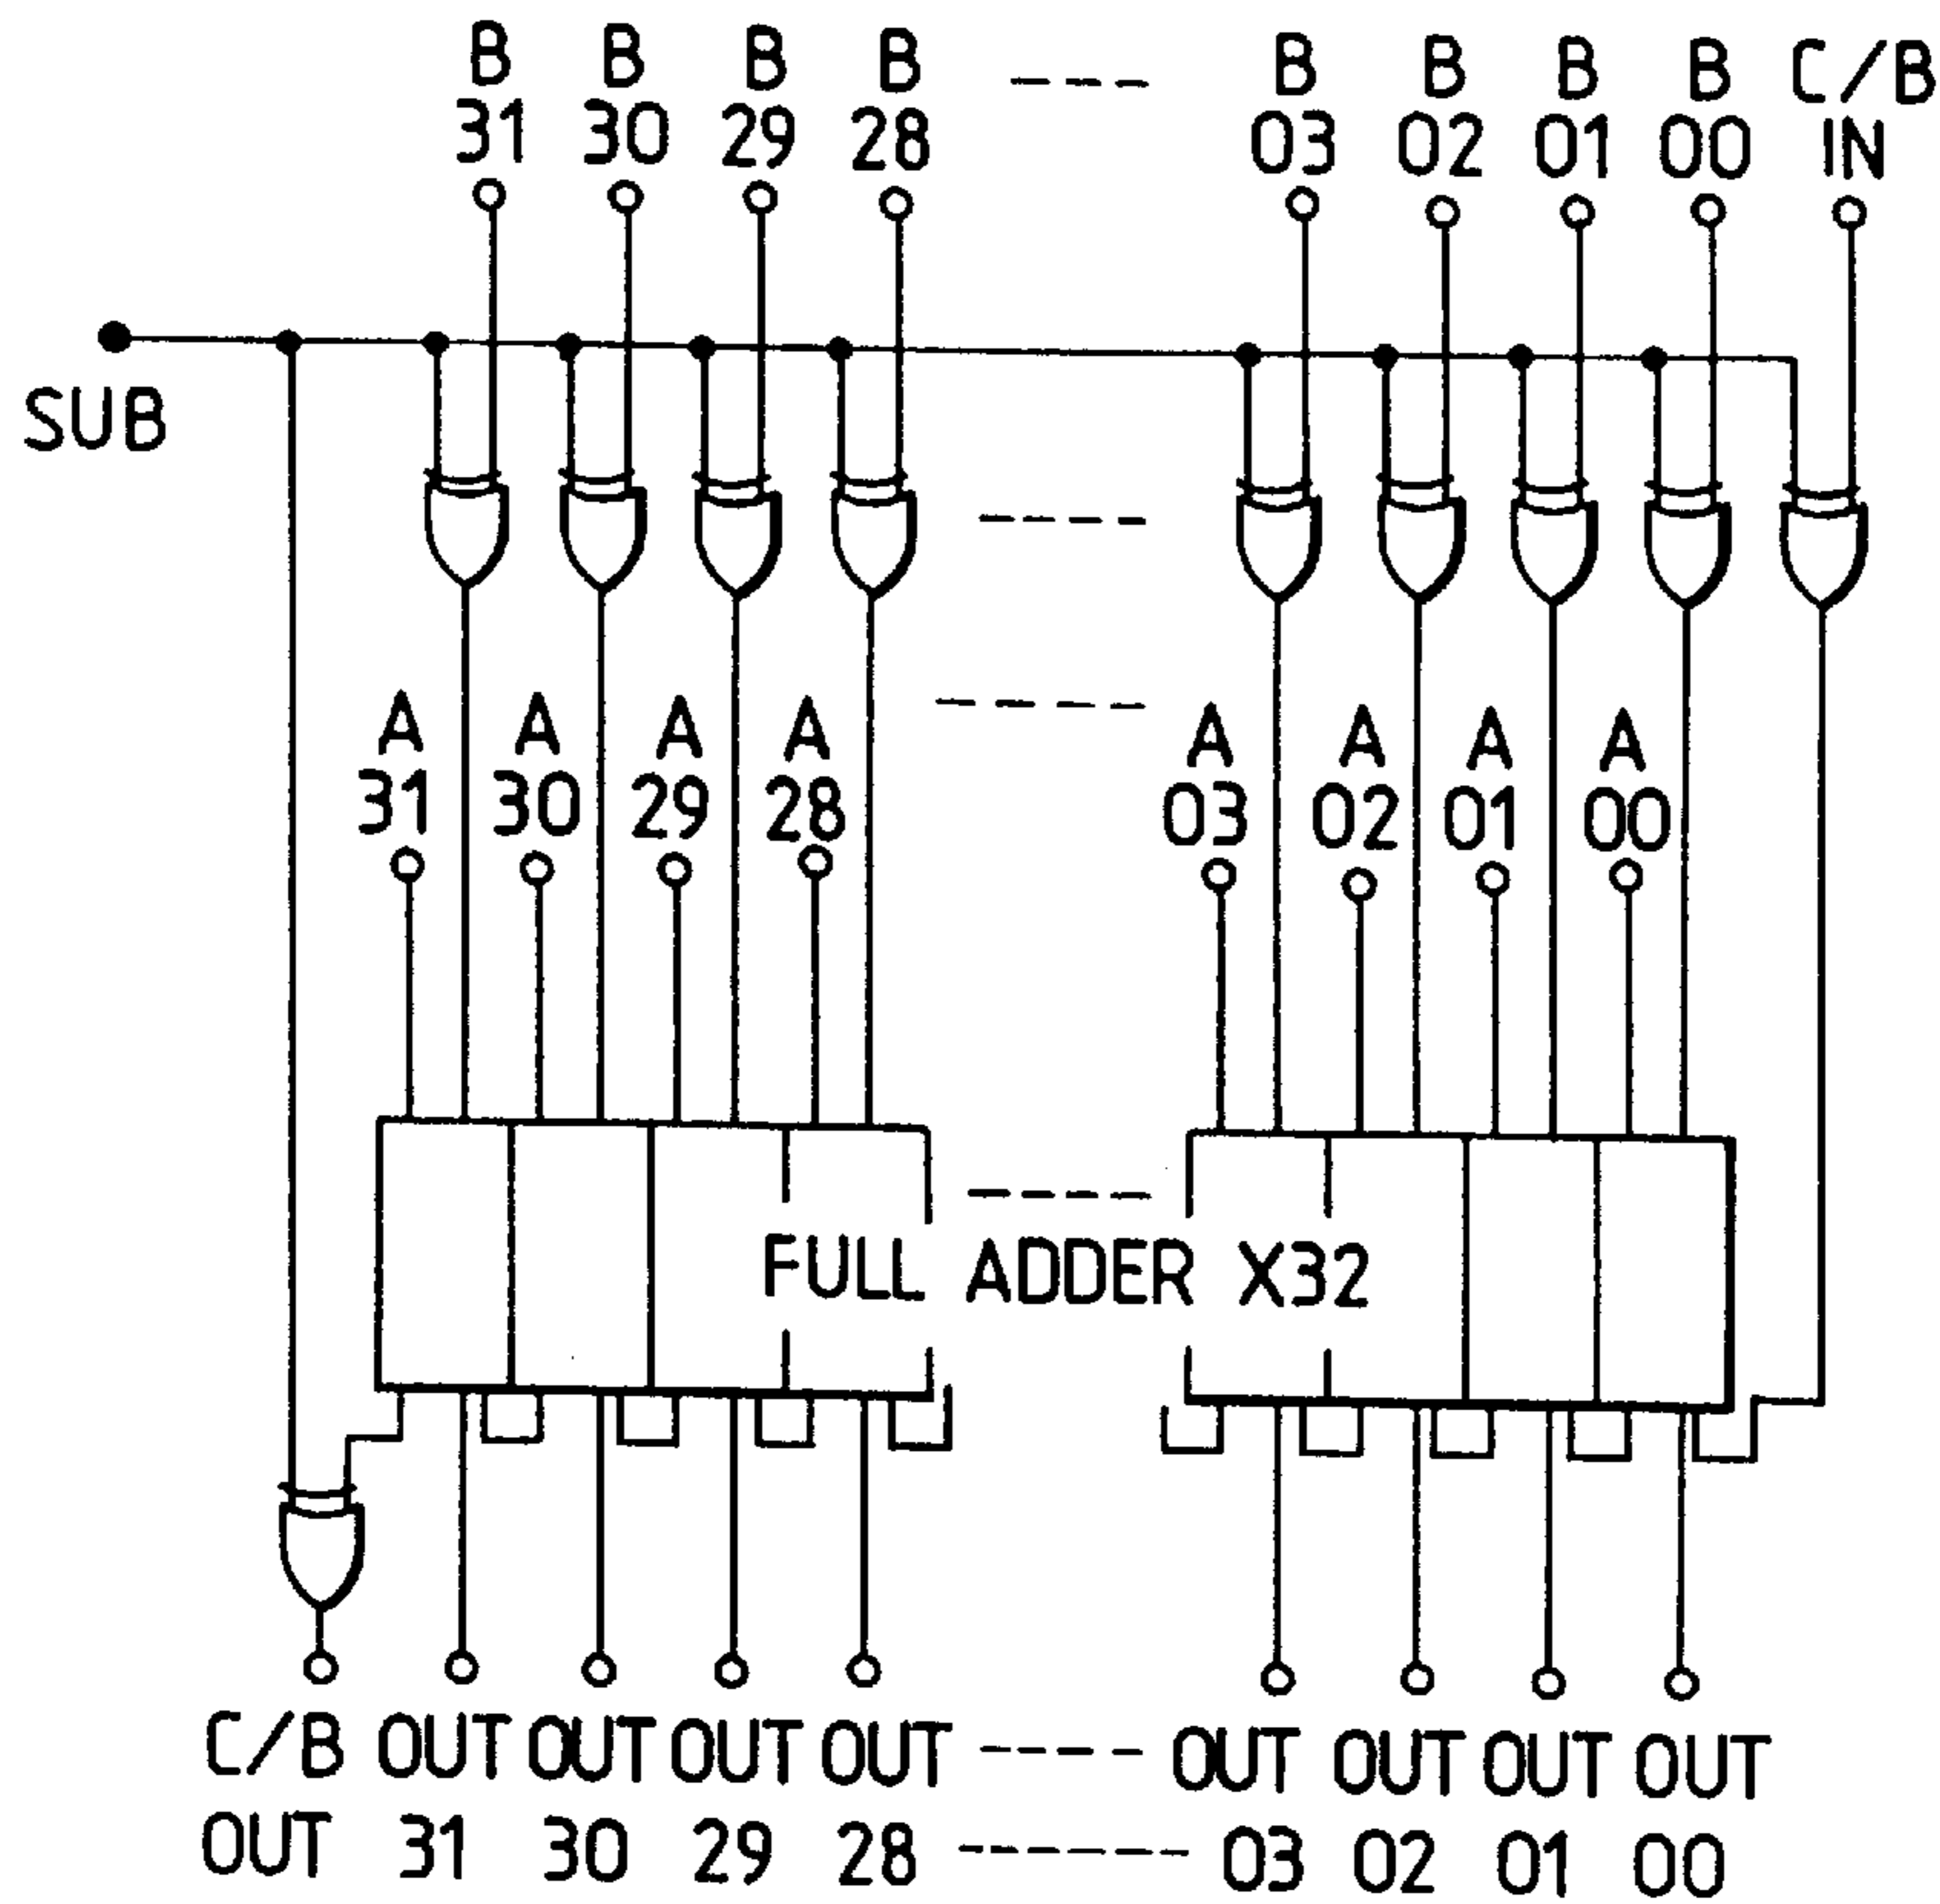 B B B B ---- B B B B C/B
31 30 29 28 03 02 01 00 IN
SUB
A A A A ---- A A A A
31 30 29 28 03 02 01 00
FULL ADDER X32
C/B OUT OUT OUT OUT ---- OUT OUT OUT OUT
OUT 31 30 29 28 ------ 03 02 01 00